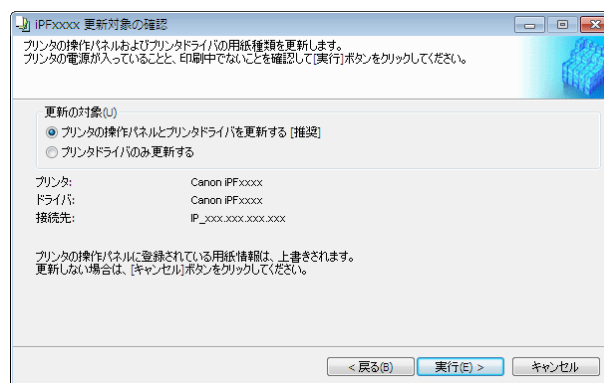 iPFxxxx 更新対象の確認
プリンタの操作パネルおよびプリンタドライバの用紙種類を更新します。
プリンタの電源が入っていることと、印刷中でないことを確認して[実行]ボタンをクリックしてください。
更新の対象(U)
プリンタの操作パネルとプリンタドライバを更新する [推奨]
プリンタドライバのみ更新する
プリンタ: Canon iPFxxxx
ドライバ: Canon iPFxxxx
接続先: IP_xxx.xxx.xxx.xxx
プリンタの操作パネルに登録されている用紙情報は、上書きされます。
更新しない場合は、[キャンセル]ボタンをクリックしてください。
< 戻る(B) 実行(E) > キャンセル